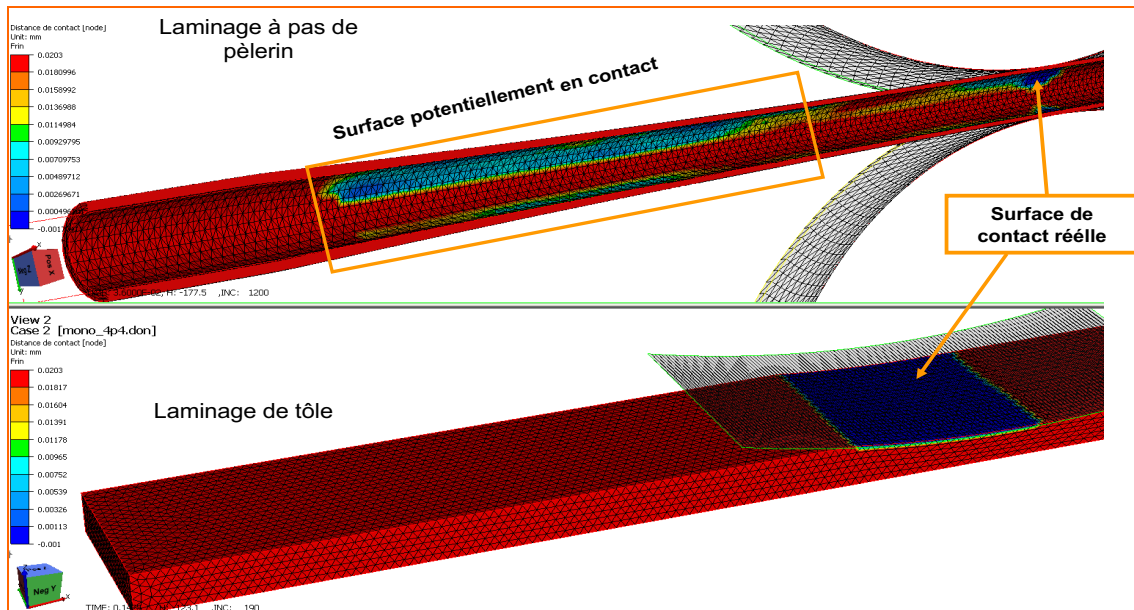 Distance de contact [node]
Unit: mm
Frin
Laminage à pas de
pèlerin
0.0203
0.0180996
0.0158992
0.0136988
0.0114984
0.00929795
0.00709753
0.00489712
0.00269671
Surface potentiellement en contact
Surface de
contact réélle
x
Pos X
y
H: -177.5 ,INC: 1200
View 2
Case 2 [mono_4p4.don]
Distance de contact [node]
Unit: mm
Frin
0.0203
0.01817
0.01604
0.01391
0.01178
0.00965
0.00752
0.00539
0.00326
0.00113
-0.001
Laminage de tôle
Neg Y
x
,INC: 190